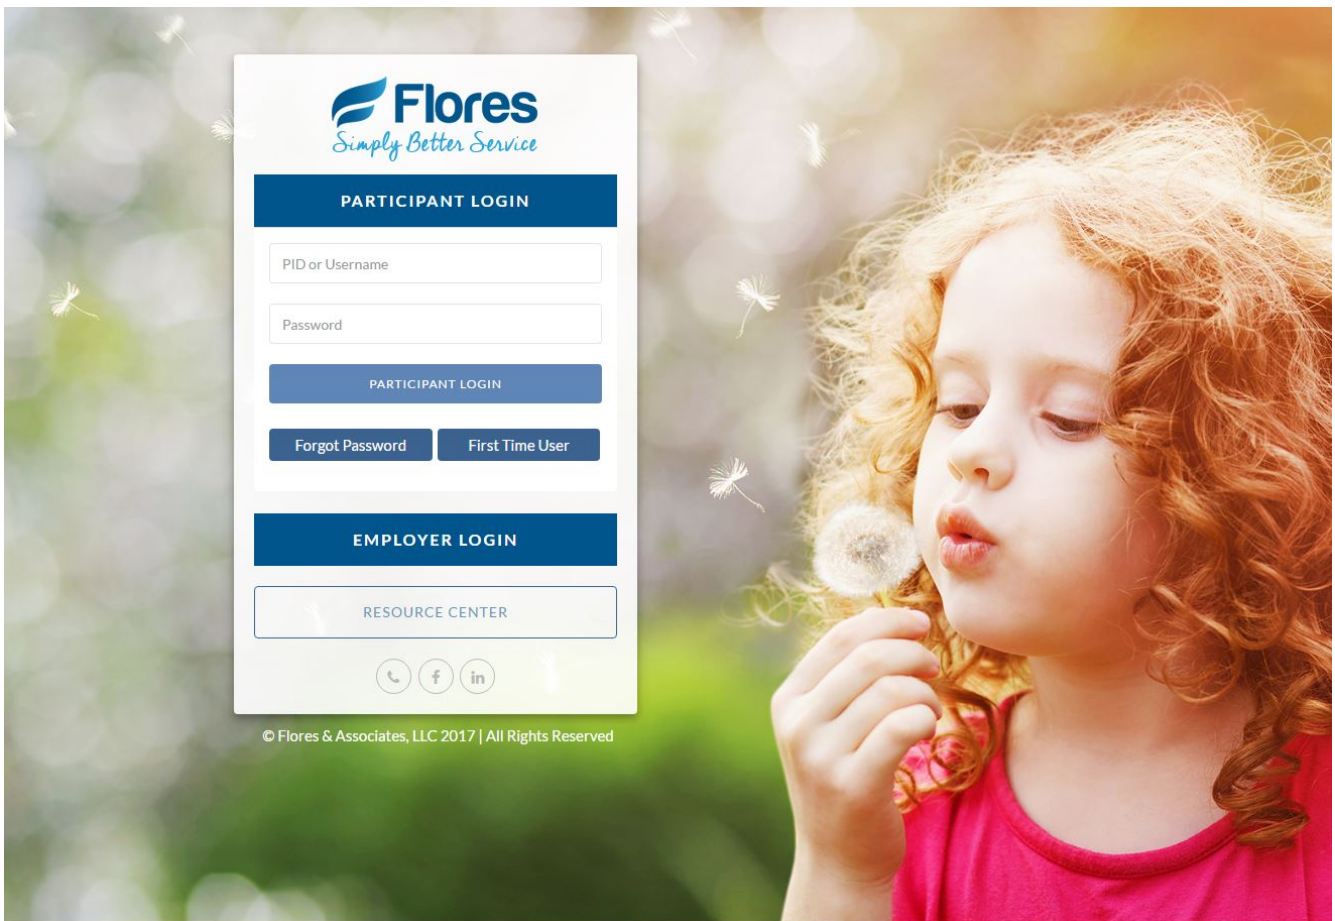 Flores
Simply Better Service
PARTICIPANT LOGIN
PID or Username
Password
PARTICIPANT LOGIN
Forgot Password First Time User
EMPLOYER LOGIN
RESOURCE CENTER
f in
© Flores & Associates, LLC 2017 | All Rights Reserved